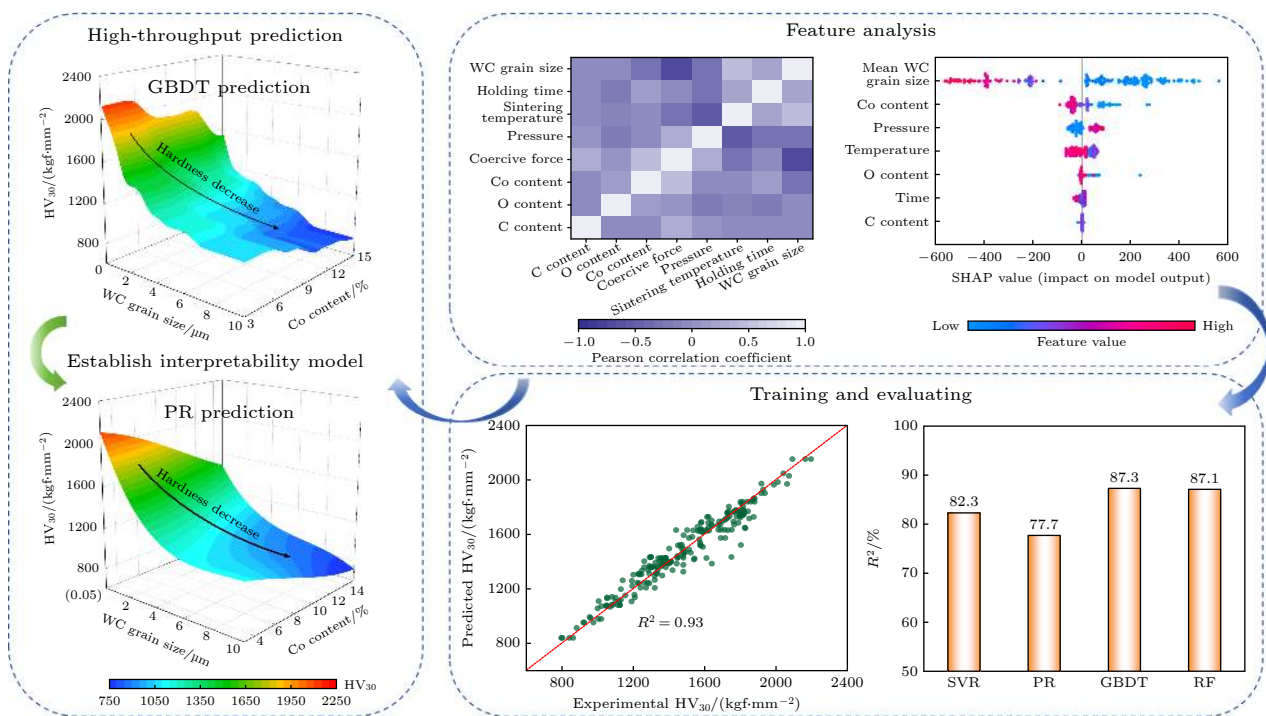 High-throughput prediction
GBDT prediction
2400
2000
1600
1200
800
HV30/(kgf·mm−2)
Hardness decrease
0
2
4
6
8
10
WC grain size/μm
3
6
9
12
15
Co content/%
Establish interpretability model
PR prediction
2400
2000
1600
1200
800
(0.05)
HV30/(kgf·mm−2)
Hardness decrease
2
4
6
8
10
WC grain size/μm
4
6
8
10
12
14
Co content/%
HV30
750 1050 1350 1650 1950 2250
Feature analysis
WC grain size
Holding time
Sintering
temperature
Pressure
Coercive force
Co content
O content
C content
C content
O content
Co content
Coercive force
Pressure
Sintering temperature
Holding time
WC grain size
−1.0 −0.5 0 0.5 1.0
Pearson correlation coefficient
Mean WC
grain size
Co content
Pressure
Temperature
O content
Time
C content
−600 −400 −200 0 200 400 600
SHAP value (impact on model output)
Low High
Feature value
Training and evaluating
2400
2000
1600
1200
800
Predicted HV30/(kgf·mm−2)
R2 = 0.93
800 1200 1600 2000 2400
Experimental HV30/(kgf·mm−2)
100
90
80
70
60
50
R2/%
82.3
77.7
87.3
87.1
SVR PR GBDT RF